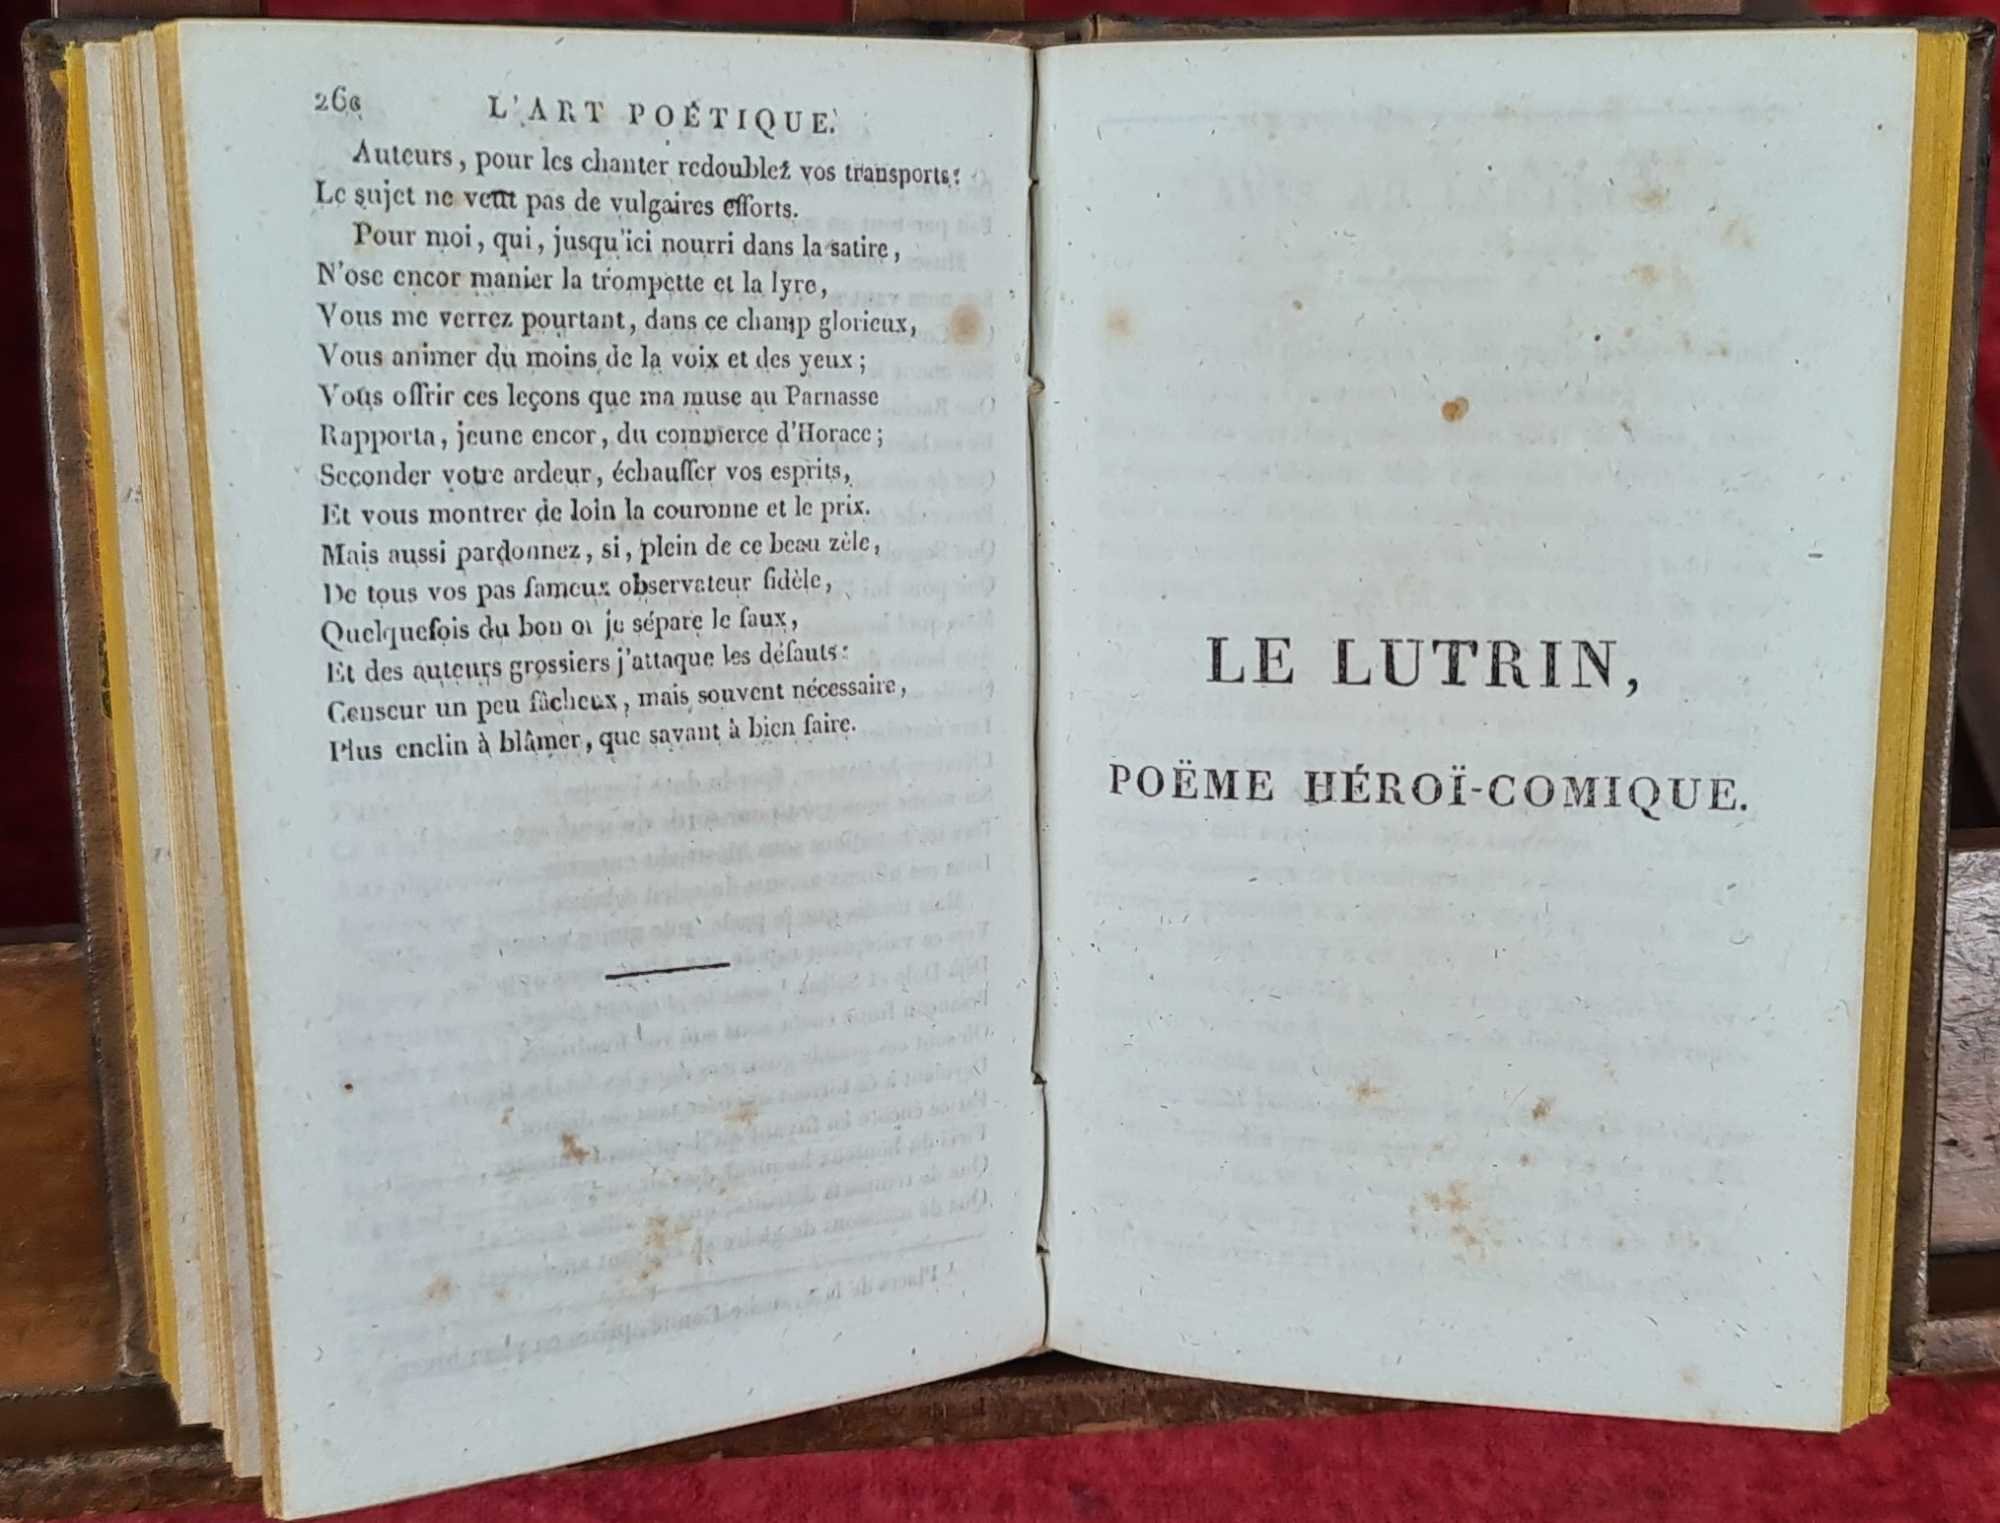 266 L'ART POÉTIQUE.
Auteurs, pour les chanter redoublez vos transports:
Le sujet ne veut pas de vulgaires efforts.
Pour moi, qui, jusqu'ici nourri dans la satire,
N'ose encor manier la trompette et la lyre,
Vous me verrez pourtant, dans ce champ glorieux,
Vous animer du moins de la voix et des yeux;
Vous offrir ces leçons que ma muse au Parnasse
Rapporta, jeune encor, du commerce d'Horace;
Seconder votre ardeur, échauffer vos esprits,
Et vous montrer de loin la couronne et le prix.
Mais aussi pardonnez, si, plein de ce beau zèle,
De tous vos pas fameux observateur fidèle,
Quelquefois du bon or je sépare le faux,
Et des auteurs grossiers j'attaque les défauts:
Censeur un peu fâcheux, mais souvent nécessaire,
Plus enclin à blâmer, que savant à bien faire.
LE LUTRIN,
POËME HÉROÏ-COMIQUE.